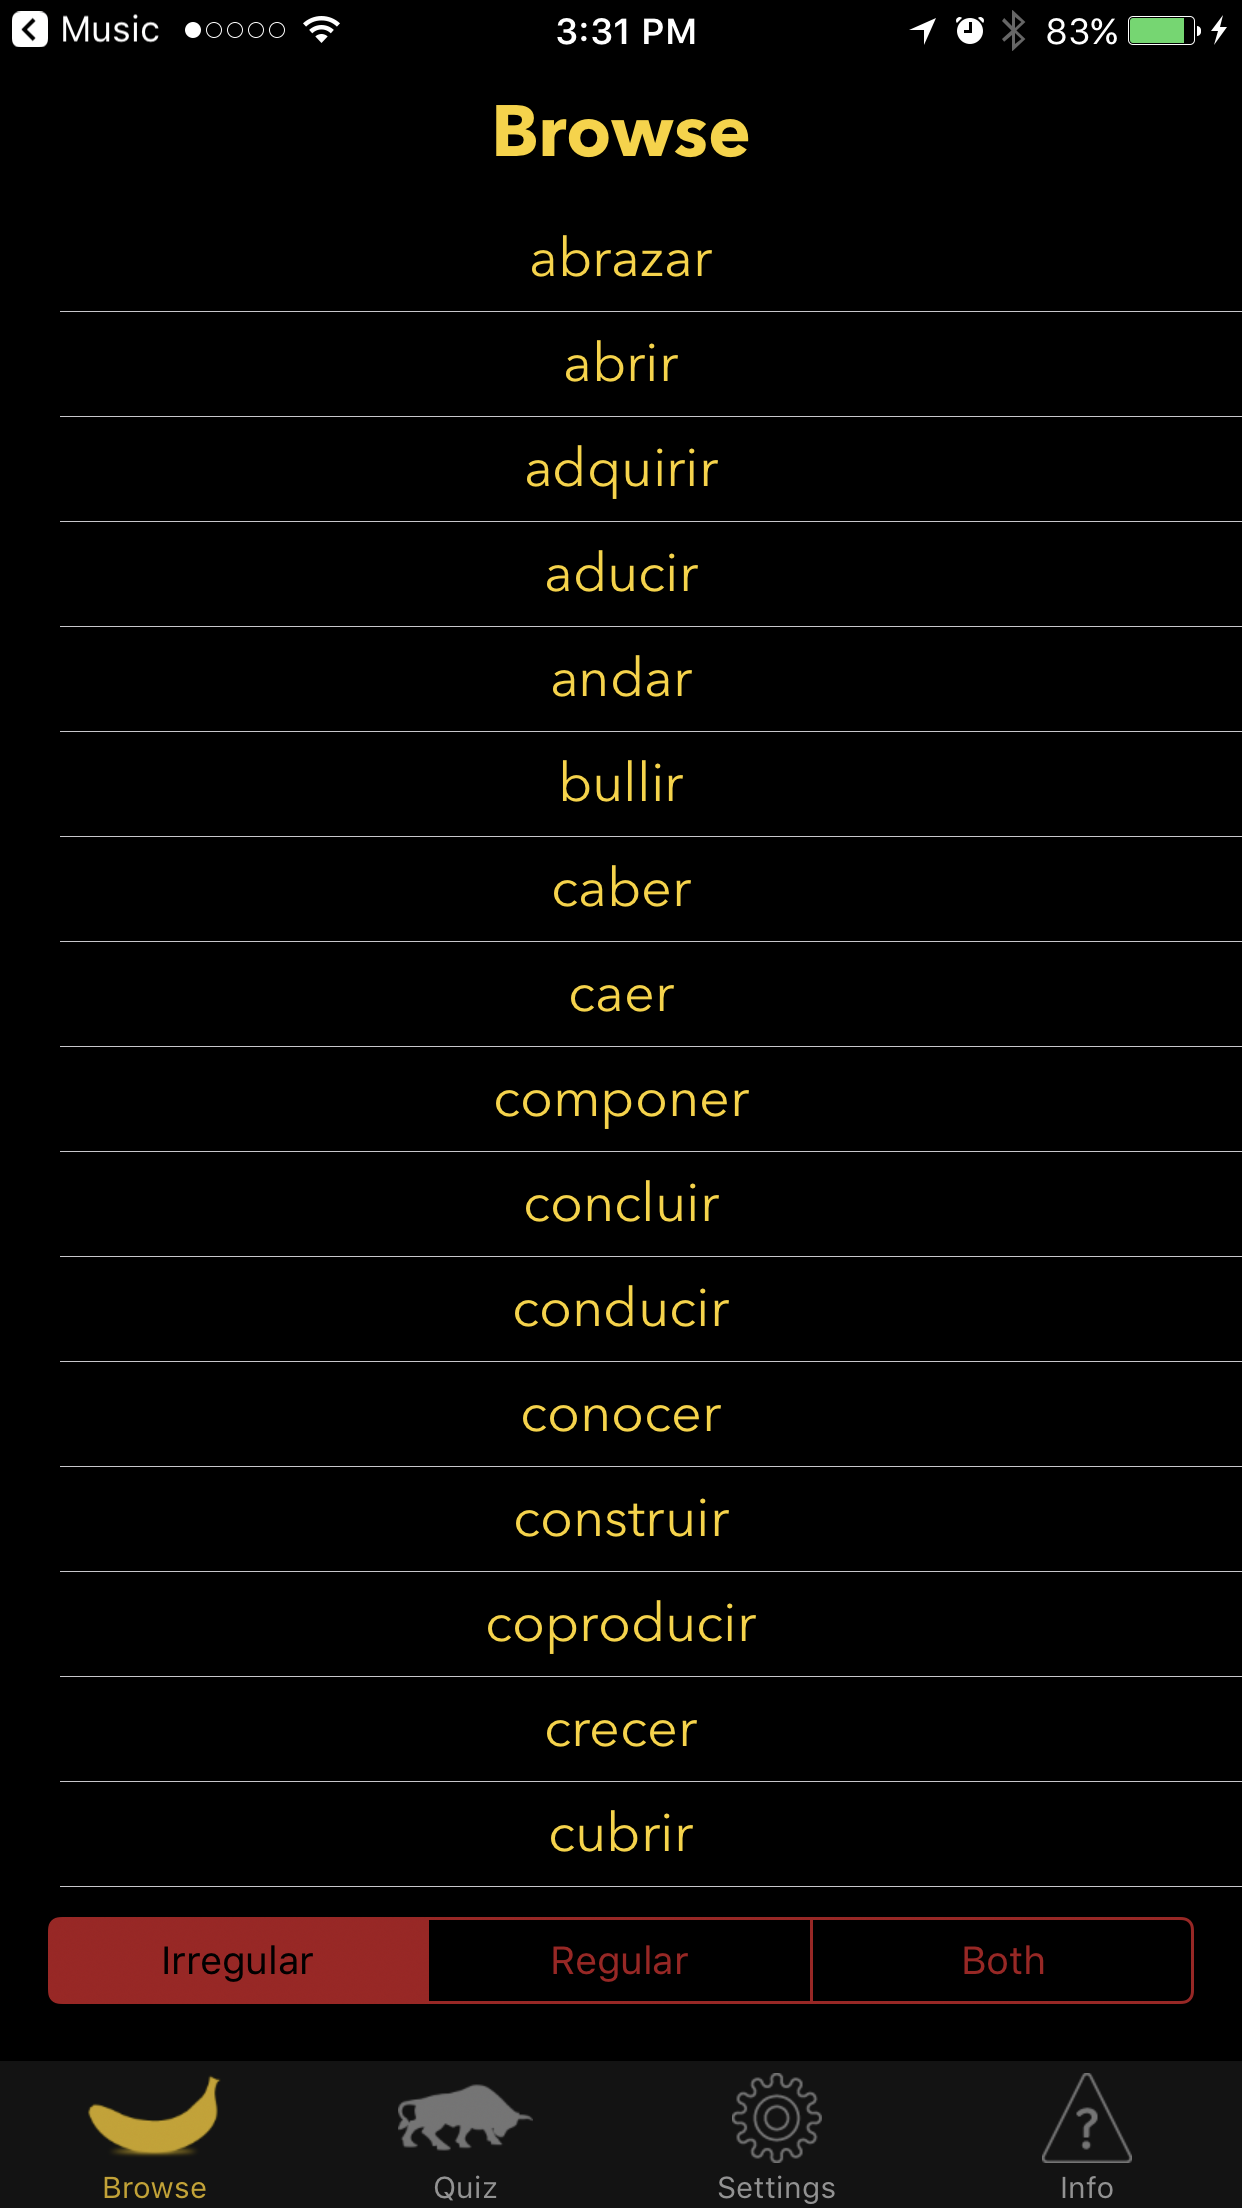 Music 3:31 PM 83%
Browse
abrazar
abrir
adquirir
aducir
andar
bullir
caber
caer
componer
concluir
conducir
conocer
construir
coproducir
crecer
cubrir
Irregular Regular Both
?
Browse Quiz Settings Info